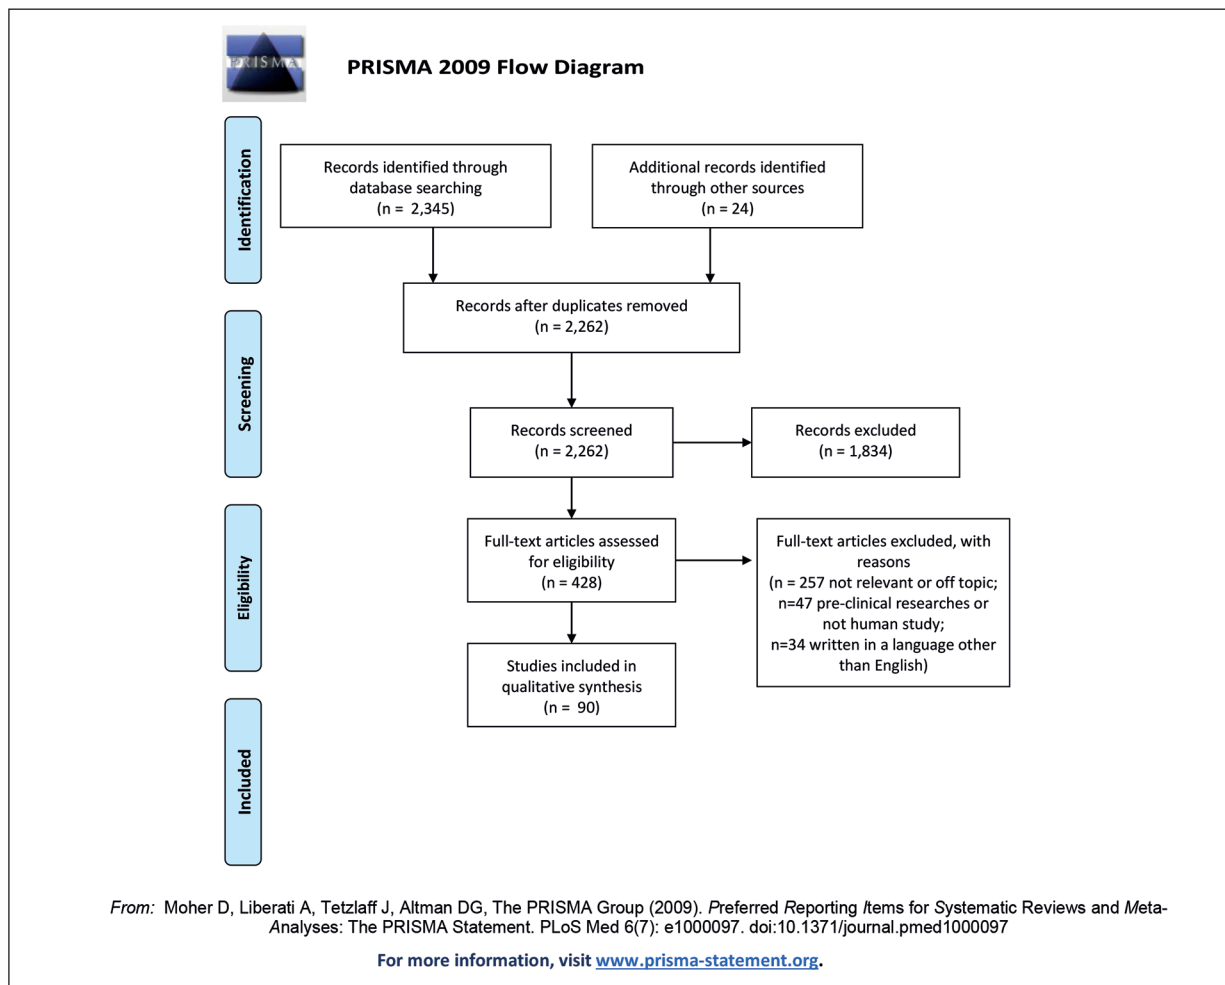 PRISMA
PRISMA 2009 Flow Diagram
Identification
Records identified through
database searching
(n =  2,345)
Additional records identified
through other sources
(n = 24)
Records after duplicates removed
(n = 2,262)
Screening
Records screened
(n = 2,262)
Records excluded
(n = 1,834)
Eligibility
Full-text articles assessed
for eligibility
(n = 428)
Full-text articles excluded, with
reasons
(n = 257 not relevant or off topic;
n=47 pre-clinical researches or
not human study;
n=34 written in a language other
than English)
Studies included in
qualitative synthesis
(n =  90)
Included
From:  Moher D, Liberati A, Tetzlaff J, Altman DG, The PRISMA Group (2009). Preferred Reporting Items for Systematic Reviews and Meta-
Analyses: The PRISMA Statement. PLoS Med 6(7): e1000097. doi:10.1371/journal.pmed1000097
For more information, visit www.prisma-statement.org.